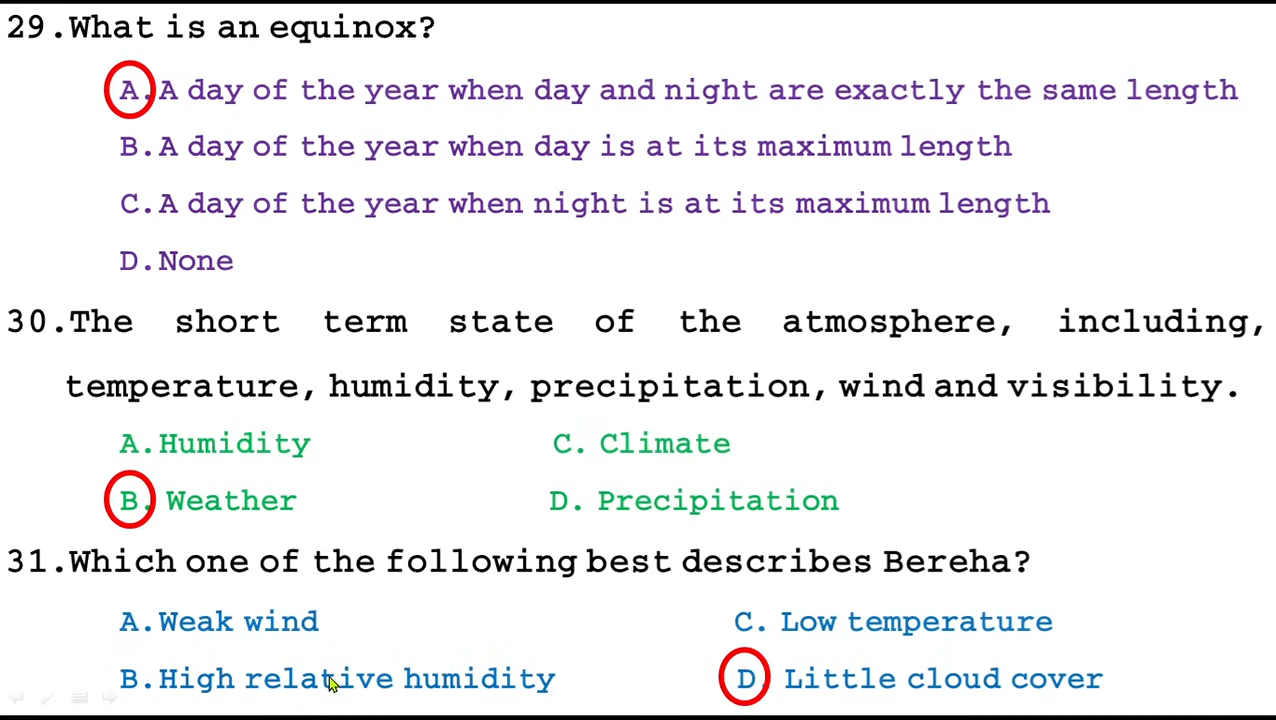 29.What is an equinox?
A.A day of the year when day and night are exactly the same length
B.A day of the year when day is at its maximum length
C.A day of the year when night is at its maximum length
D.None
30.The short term state of the atmosphere, including,
temperature, humidity, precipitation, wind and visibility.
A.Humidity C. Climate
B. Weather D. Precipitation
31.Which one of the following best describes Bereha?
A.Weak wind C. Low temperature
B.High relative humidity D. Little cloud cover